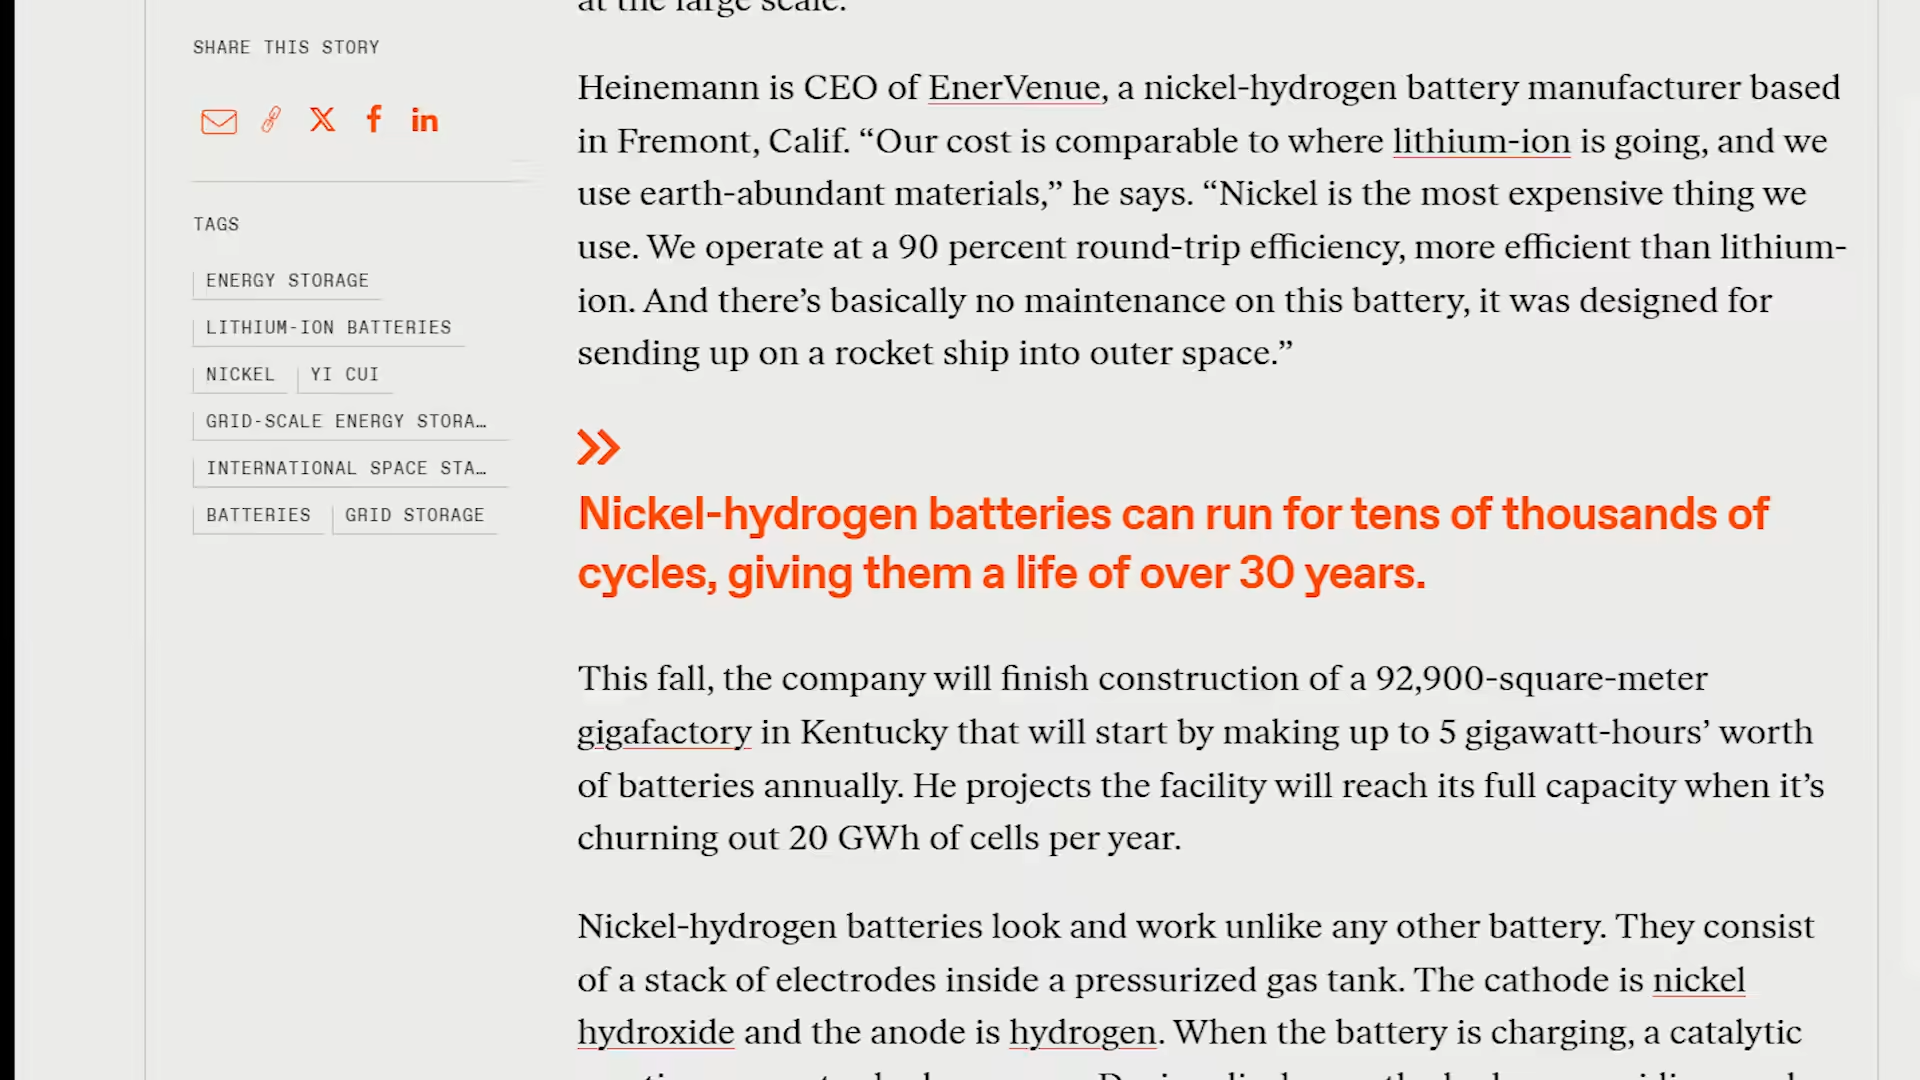 at the large scale.
SHARE THIS STORY
TAGS
ENERGY STORAGE
LITHIUM-ION BATTERIES
NICKEL
YI CUI
GRID-SCALE ENERGY STORA…
INTERNATIONAL SPACE STA…
BATTERIES
GRID STORAGE
Heinemann is CEO of EnerVenue, a nickel-hydrogen battery manufacturer based
in Fremont, Calif. “Our cost is comparable to where lithium-ion is going, and we
use earth-abundant materials,” he says. “Nickel is the most expensive thing we
use. We operate at a 90 percent round-trip efficiency, more efficient than lithium-
ion. And there’s basically no maintenance on this battery, it was designed for
sending up on a rocket ship into outer space.”
Nickel-hydrogen batteries can run for tens of thousands of
cycles, giving them a life of over 30 years.
This fall, the company will finish construction of a 92,900-square-meter
gigafactory in Kentucky that will start by making up to 5 gigawatt-hours’ worth
of batteries annually. He projects the facility will reach its full capacity when it’s
churning out 20 GWh of cells per year.
Nickel-hydrogen batteries look and work unlike any other battery. They consist
of a stack of electrodes inside a pressurized gas tank. The cathode is nickel
hydroxide and the anode is hydrogen. When the battery is charging, a catalytic